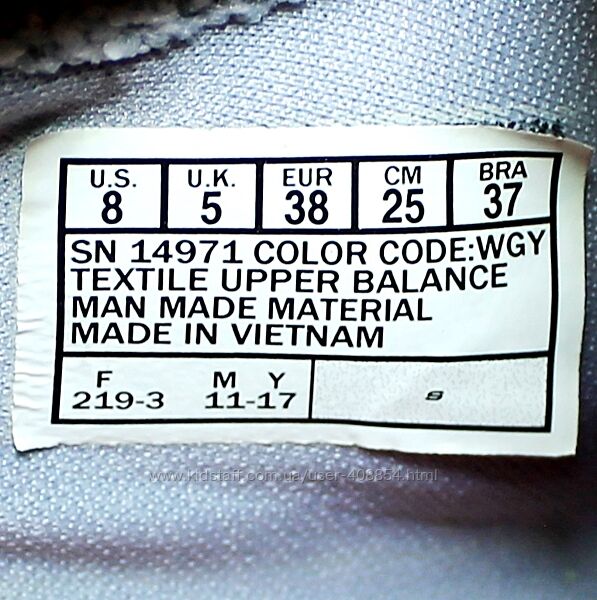 U.S. U.K. EUR CM BRA
8 5 38 25 37
SN 14971 COLOR CODE:WGY
TEXTILE UPPER BALANCE
MAN MADE MATERIAL
MADE IN VIETNAM
F M Y
219-3 11-17
s
www.kidstaff.com.ua/user-408854.html